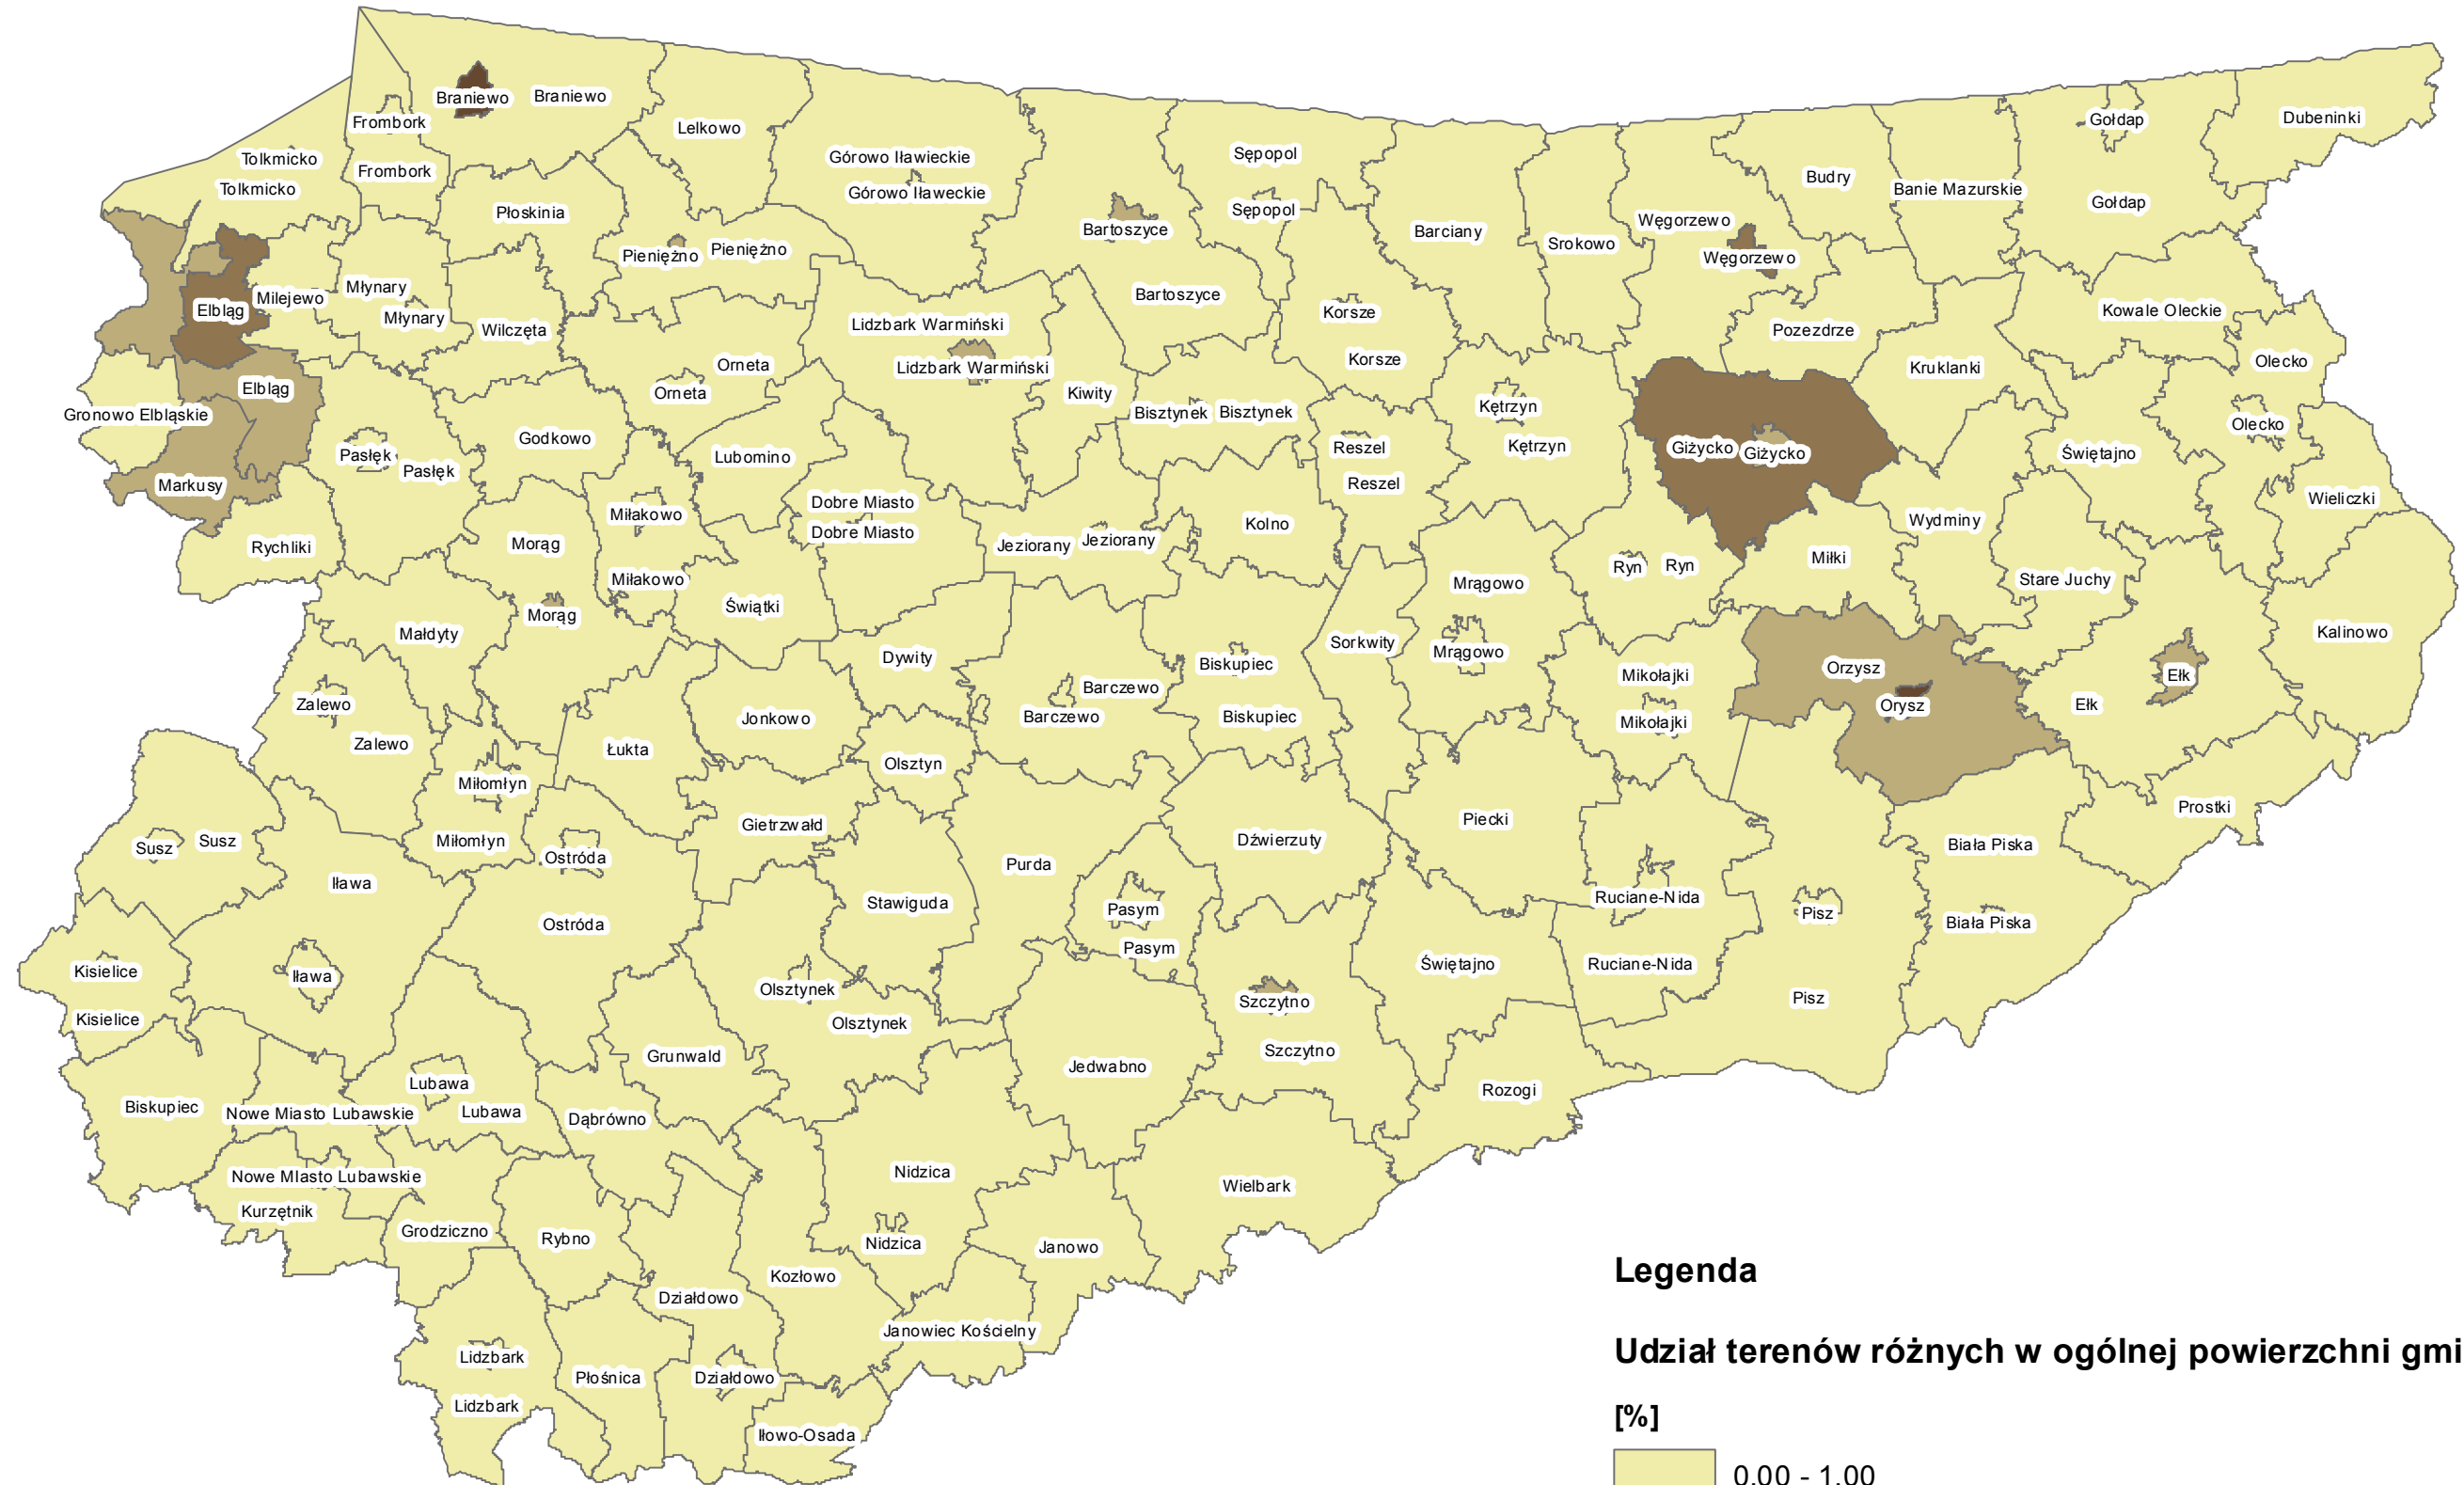 Braniewo
Braniewo
Frombork
Lelkowo
Gołdap
Dubeninki
Tolkmicko
Frombork
Górowo Iławieckie
Sępopol
Tolkmicko
Górowo Iławeckie
Budry
Banie Mazurskie
Płoskinia
Sępopol
Gołdap
Bartoszyce
Barciany
Srokowo
Węgorzewo
Pieniężno
Pieniężno
Węgorzewo
Młynary
Milejewo
Bartoszyce
Elbląg
Młynary
Wilczęta
Lidzbark Warmiński
Korsze
Pozezdrze
Kowale Oleckie
Orneta
Lidzbark Warmiński
Korsze
Kruklanki
Olecko
Elbląg
Orneta
Kiwity
Gronowo Elbląskie
Bisztynek
Bisztynek
Kętrzyn
Olecko
Godkowo
Reszel
Kętrzyn
Giżycko
Giżycko
Świętajno
Pasłęk
Pasłęk
Lubomino
Markusy
Reszel
Wieliczki
Dobre Miasto
Miłakowo
Dobre Miasto
Kolno
Wydminy
Rychliki
Morąg
Jeziorany
Jeziorany
Miłki
Ryn
Ryn
Miłakowo
Mrągowo
Stare Juchy
Morąg
Świątki
Małdyty
Sorkwity
Mrągowo
Kalinowo
Dywity
Biskupiec
Mikołajki
Orzysz
Ełk
Zalewo
Barczewo
Barczewo
Biskupiec
Mikołajki
Orysz
Ełk
Zalewo
Jonkowo
Łukta
Olsztyn
Miłomłyn
Prostki
Susz
Susz
Miłomłyn
Gietrzwałd
Dźwierzuty
Piecki
Biała Piska
Ostróda
Purda
Iława
Stawiguda
Pasym
Ruciane-Nida
Pisz
Ostróda
Biała Piska
Pasym
Kisielice
Iława
Świętajno
Ruciane-Nida
Olsztynek
Szczytno
Pisz
Kisielice
Olsztynek
Grunwald
Szczytno
Jedwabno
Lubawa
Rozogi
Biskupiec
Nowe Miasto Lubawskie
Lubawa
Dąbrówno
Nowe MIasto Lubawskie
Nidzica
Wielbark
Kurzętnik
Grodziczno
Rybno
Nidzica
Janowo
Kozłowo
Działdowo
Janowiec Kościelny
Lidzbark
Płośnica
Działdowo
Lidzbark
Iłowo-Osada
Legenda
Udział terenów różnych w ogólnej powierzchni gmi
[%]
0,00 - 1,00